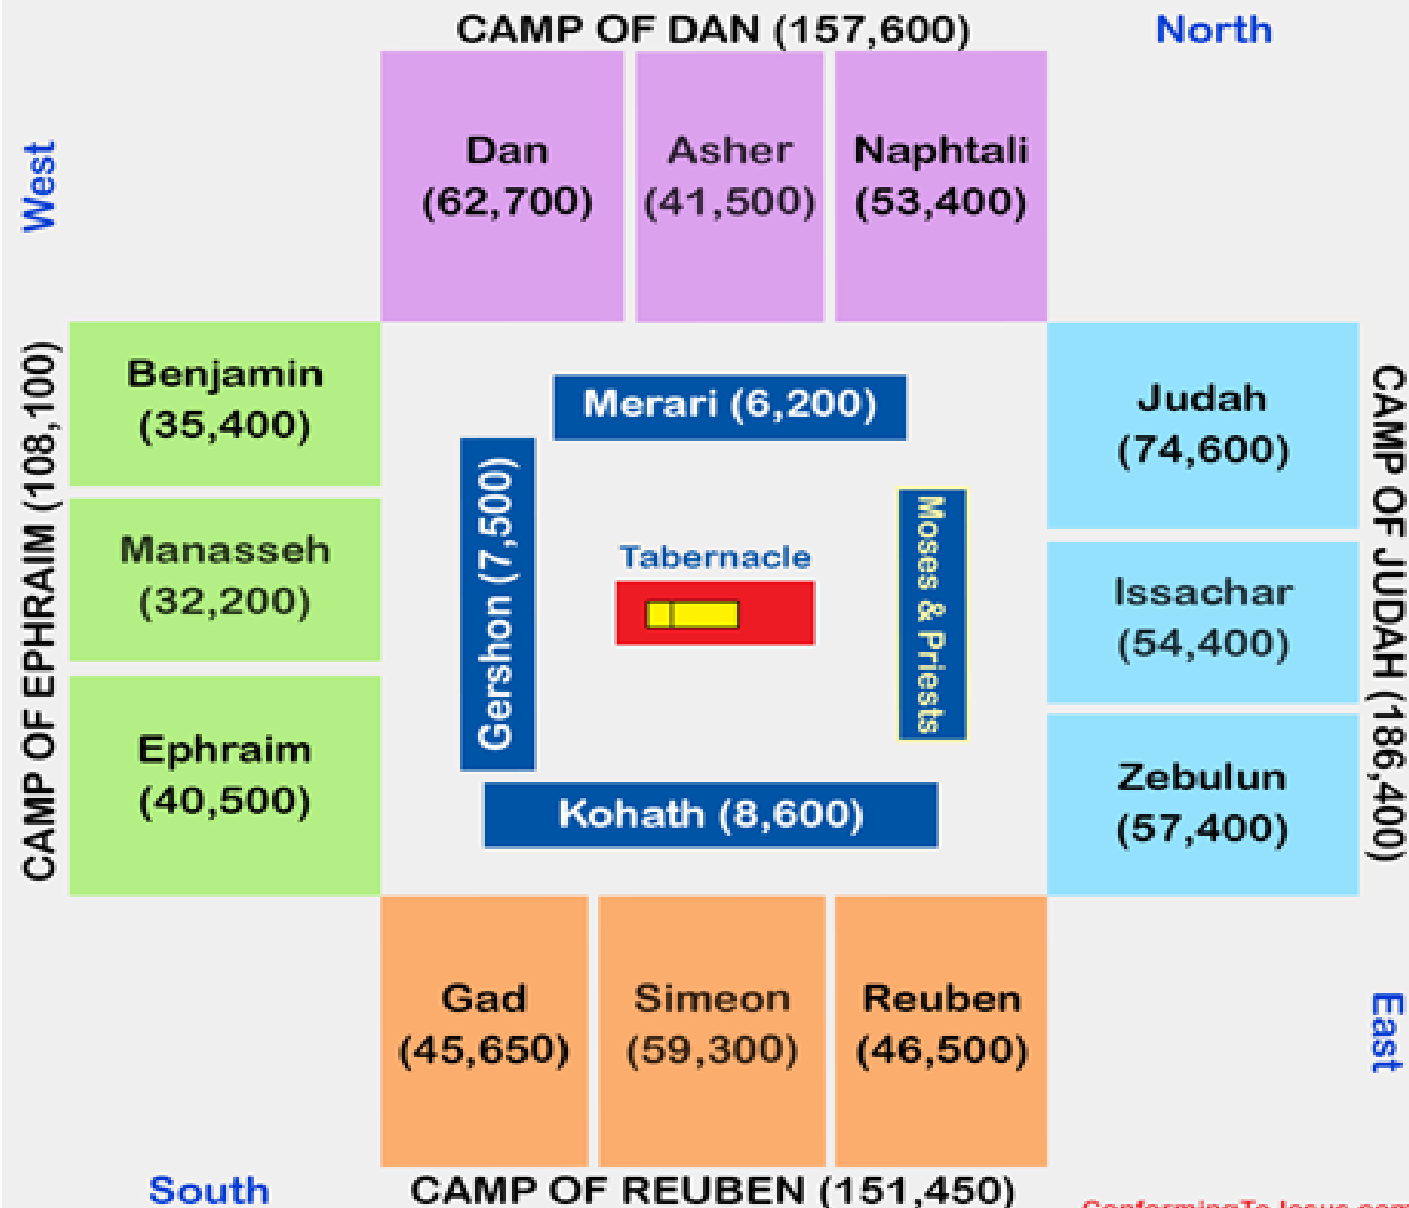 CAMP OF DAN (157,600)
North
West
Dan
(62,700)
Asher
(41,500)
Naphtali
(53,400)
CAMP OF EPHRAIM (108,100)
Benjamin
(35,400)
Manasseh
(32,200)
Ephraim
(40,500)
Merari (6,200)
Gershon (7,500)
Tabernacle
Moses & Priests
Kohath (8,600)
Judah
(74,600)
Issachar
(54,400)
Zebulun
(57,400)
CAMP OF JUDAH (186,400)
Gad
(45,650)
Simeon
(59,300)
Reuben
(46,500)
East
South
CAMP OF REUBEN (151,450)
ConformingToJesus.com